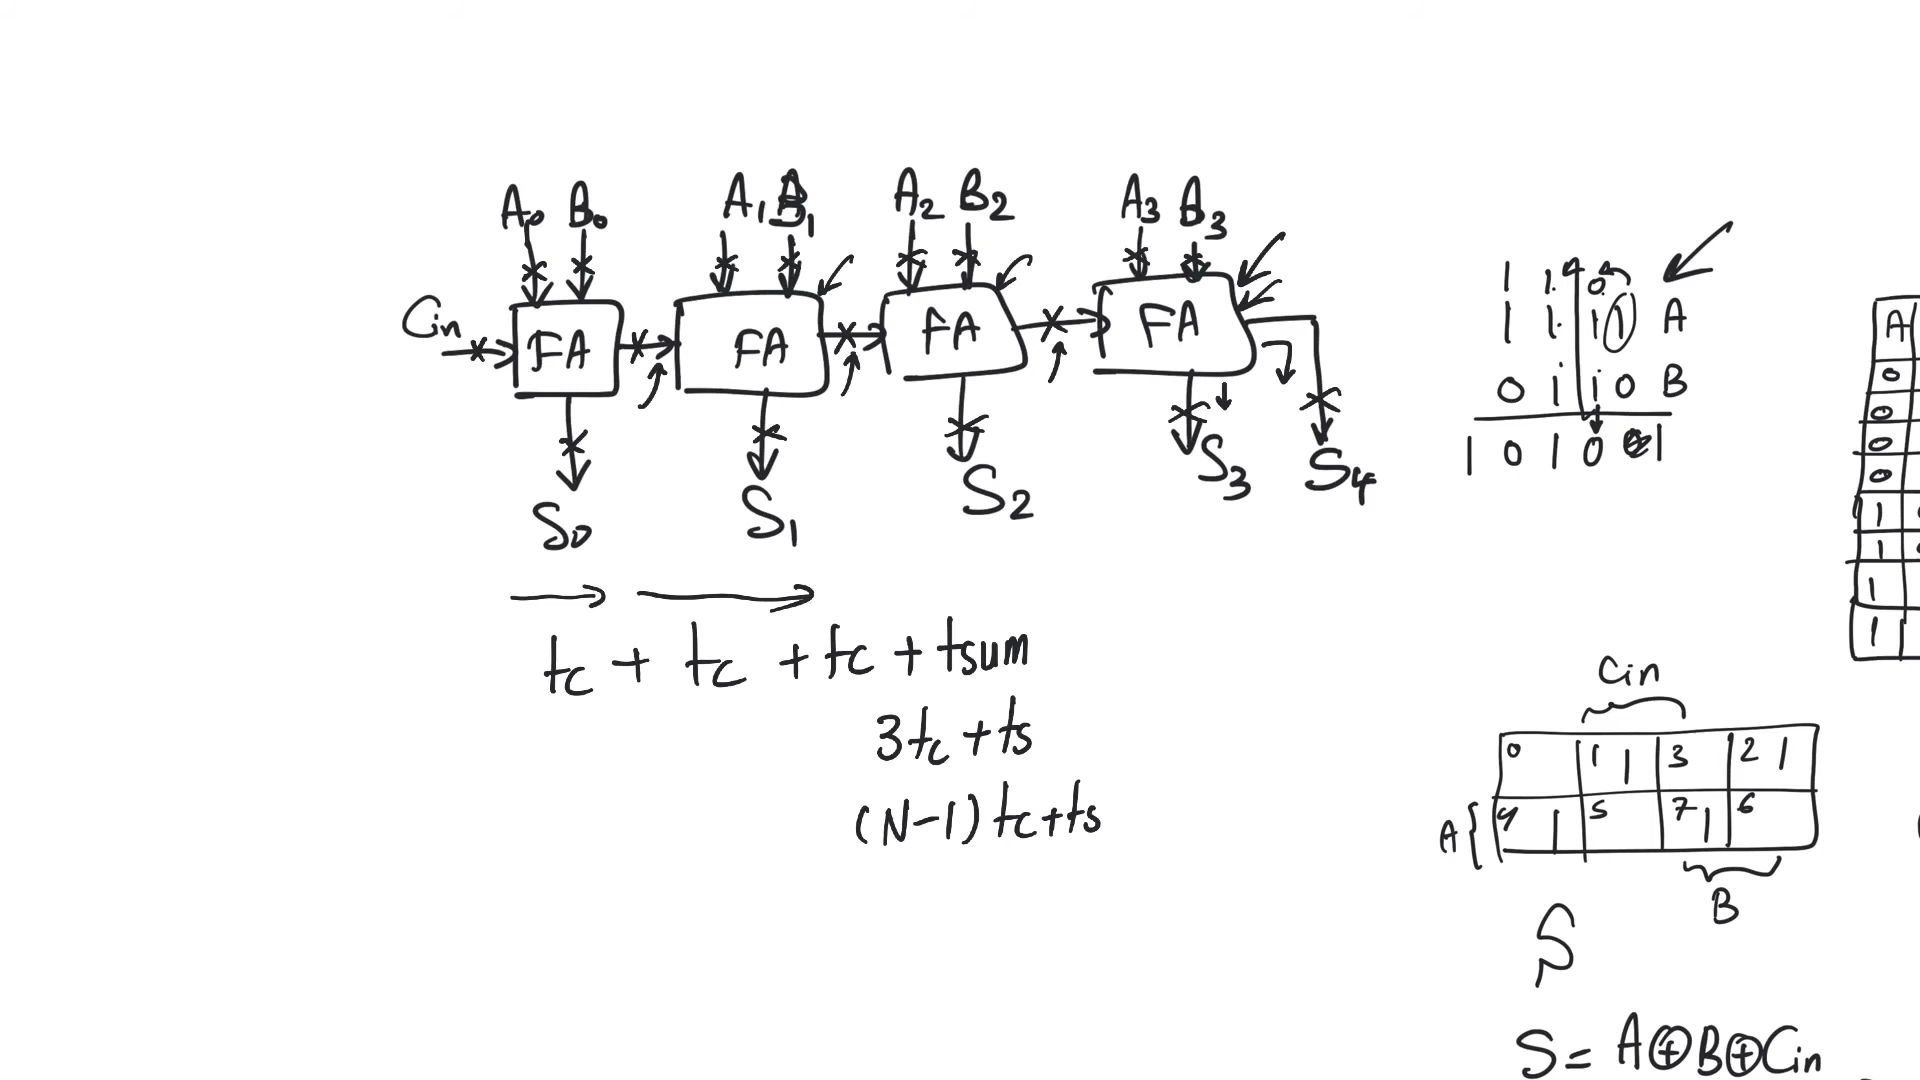 A0 B0 A1 B1 A2 B2 A3 B3
Cin FA FA FA FA
S0 S1 S2 S3 S4
tc + tc + tc + tsum
3tc + ts
(N-1) tc+ts
1 1 0
1 1 1 1 A
0 1 1 0 B
1 0 1 0 1
A
0
0
0
0
1
1
1
1
Cin
0 1 1 3 2 1
A{ 4 1 5 7 1 6
B
S
S = A⊕B⊕Cin